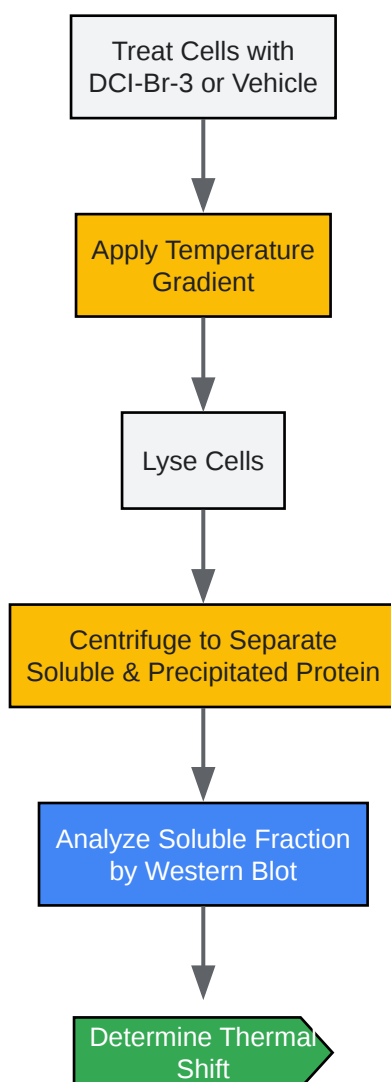 Treat Cells with
DCI-Br-3 or Vehicle
Apply Temperature
Gradient
Lyse Cells
Centrifuge to Separate
Soluble & Precipitated Protein
Analyze Soluble Fraction
by Western Blot
Determine Thermal
Shift